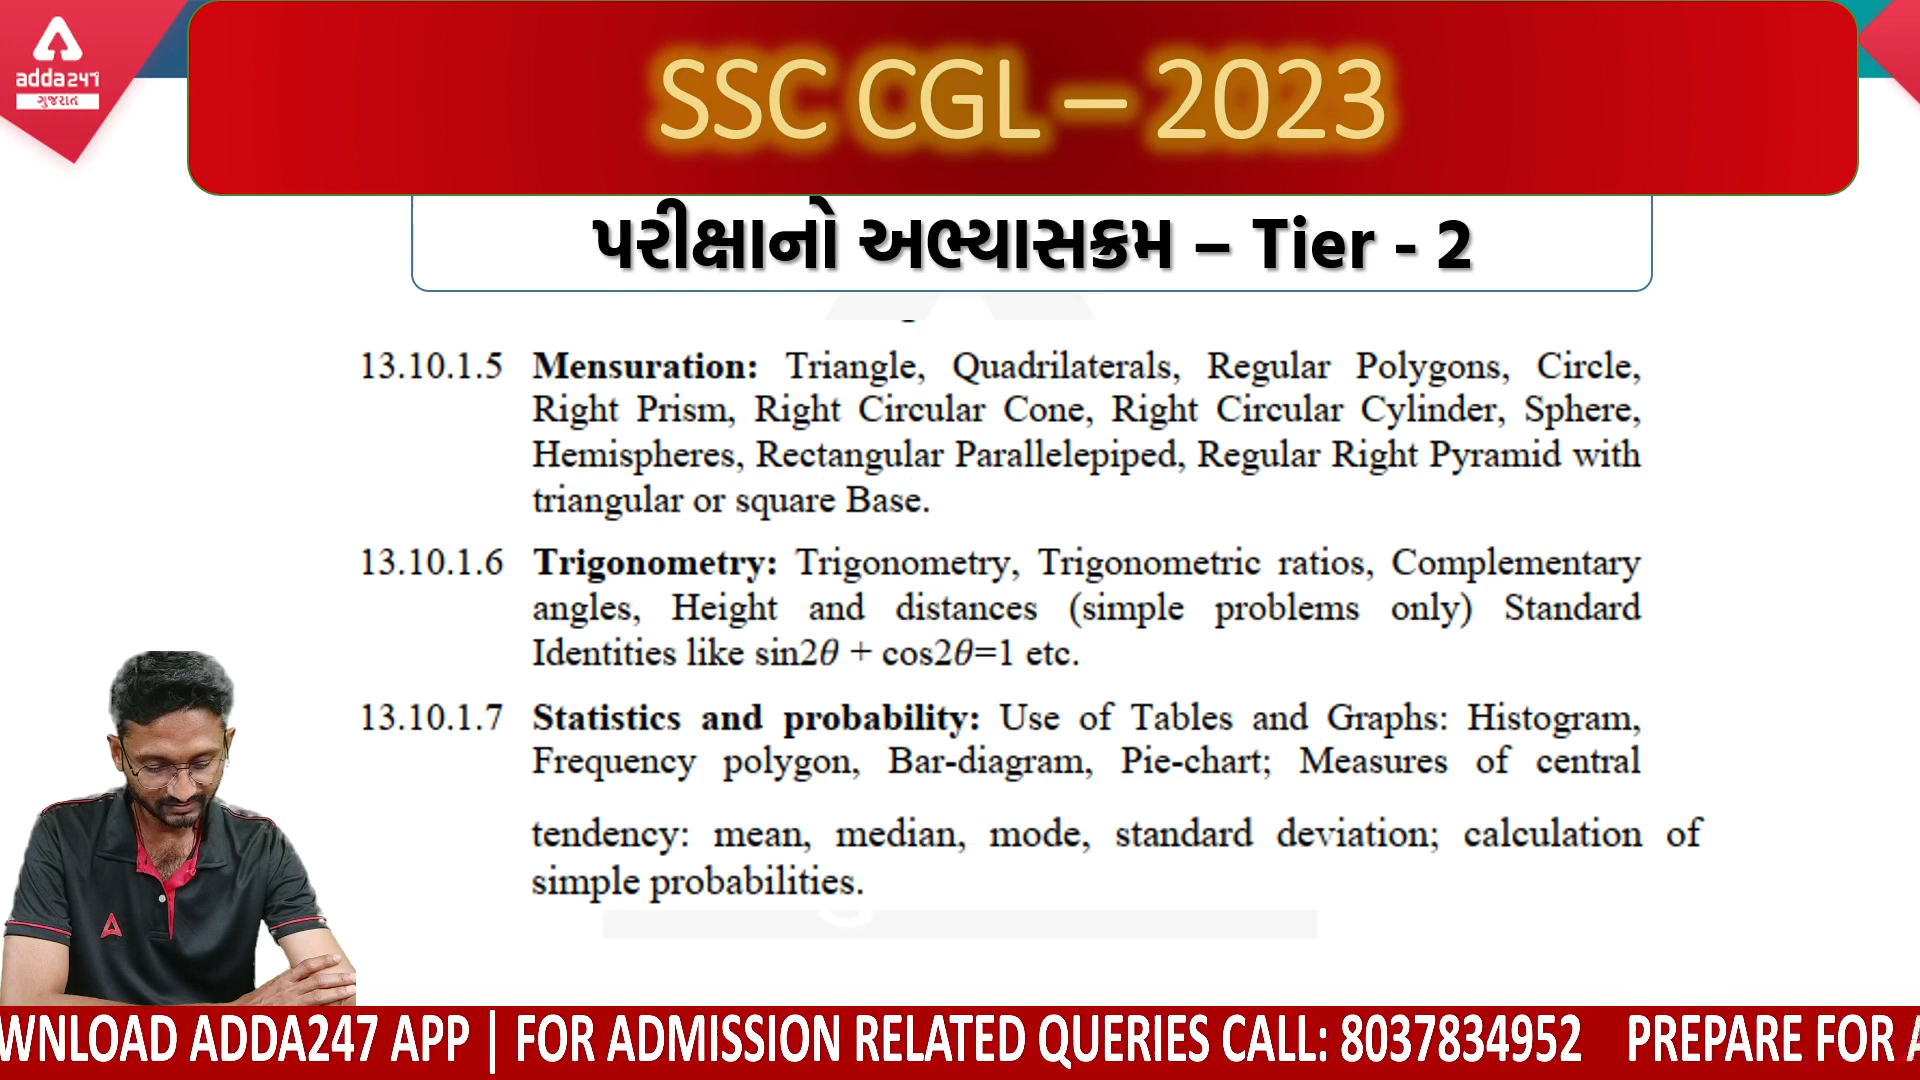 adda247
ગુજરાત
SSC CGL – 2023
પરીક્ષાનો અભ્યાસક્રમ – Tier - 2
13.10.1.5 Mensuration: Triangle, Quadrilaterals, Regular Polygons, Circle,
Right Prism, Right Circular Cone, Right Circular Cylinder, Sphere,
Hemispheres, Rectangular Parallelepiped, Regular Right Pyramid with
triangular or square Base.
13.10.1.6 Trigonometry: Trigonometry, Trigonometric ratios, Complementary
angles, Height and distances (simple problems only) Standard
Identities like sin2θ + cos2θ=1 etc.
13.10.1.7 Statistics and probability: Use of Tables and Graphs: Histogram,
Frequency polygon, Bar-diagram, Pie-chart; Measures of central
tendency: mean, median, mode, standard deviation; calculation of
simple probabilities.
WNLOAD ADDA247 APP | FOR ADMISSION RELATED QUERIES CALL: 8037834952 PREPARE FOR A